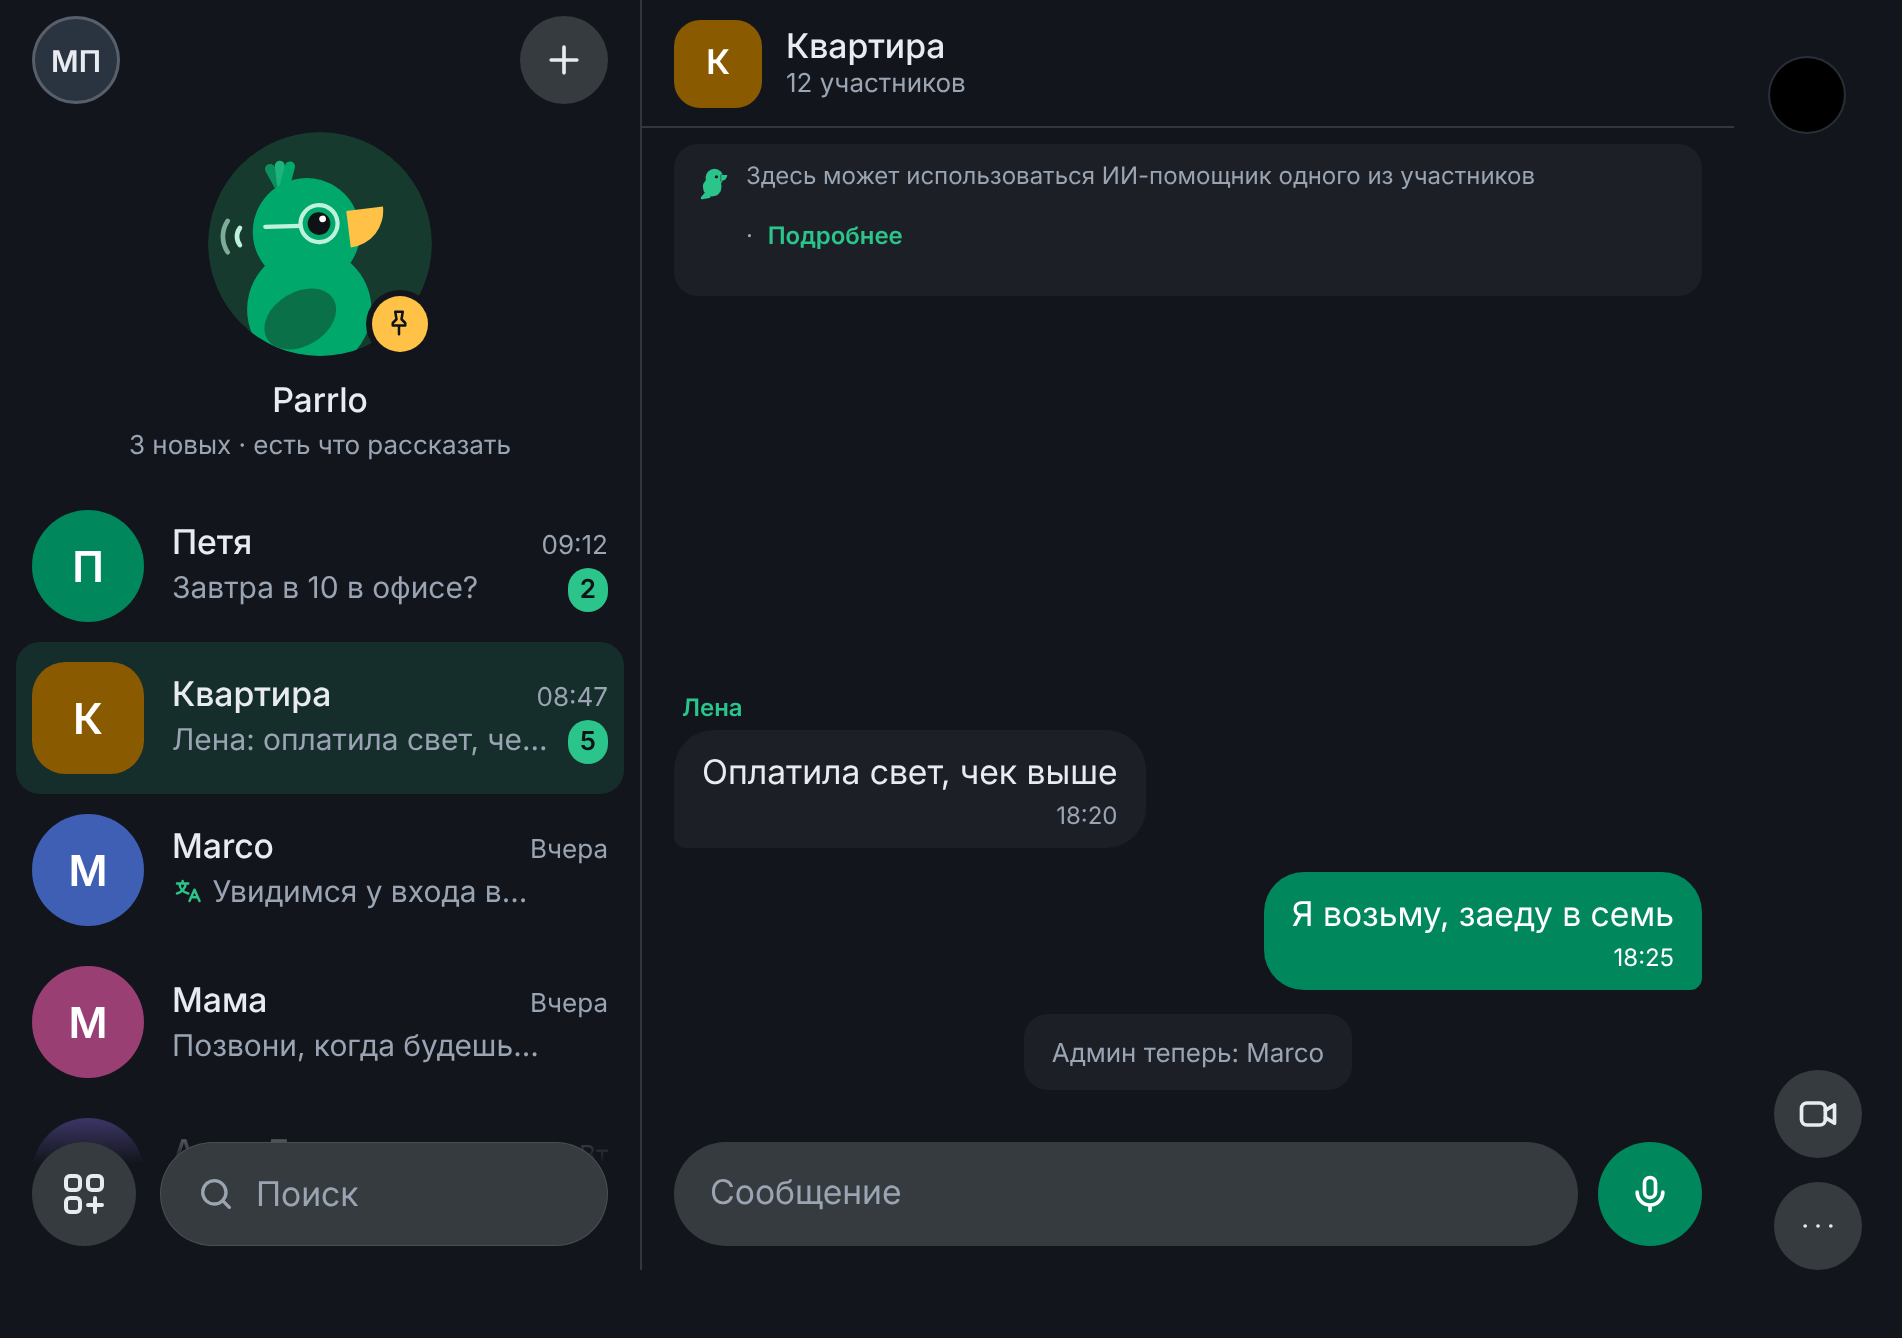 МП
Parrlo
3 новых · есть что рассказать
П
Петя
09:12
Завтра в 10 в офисе?
2
К
Квартира
08:47
Лена: оплатила свет, че...
5
M
Marco
Вчера
Увидимся у входа в...
М
Мама
Вчера
Позвони, когда будешь...
Вт
Поиск
К
Квартира
12 участников
Здесь может использоваться ИИ-помощник одного из участников
· Подробнее
Лена
Оплатила свет, чек выше
18:20
Я возьму, заеду в семь
18:25
Админ теперь: Marco
Сообщение